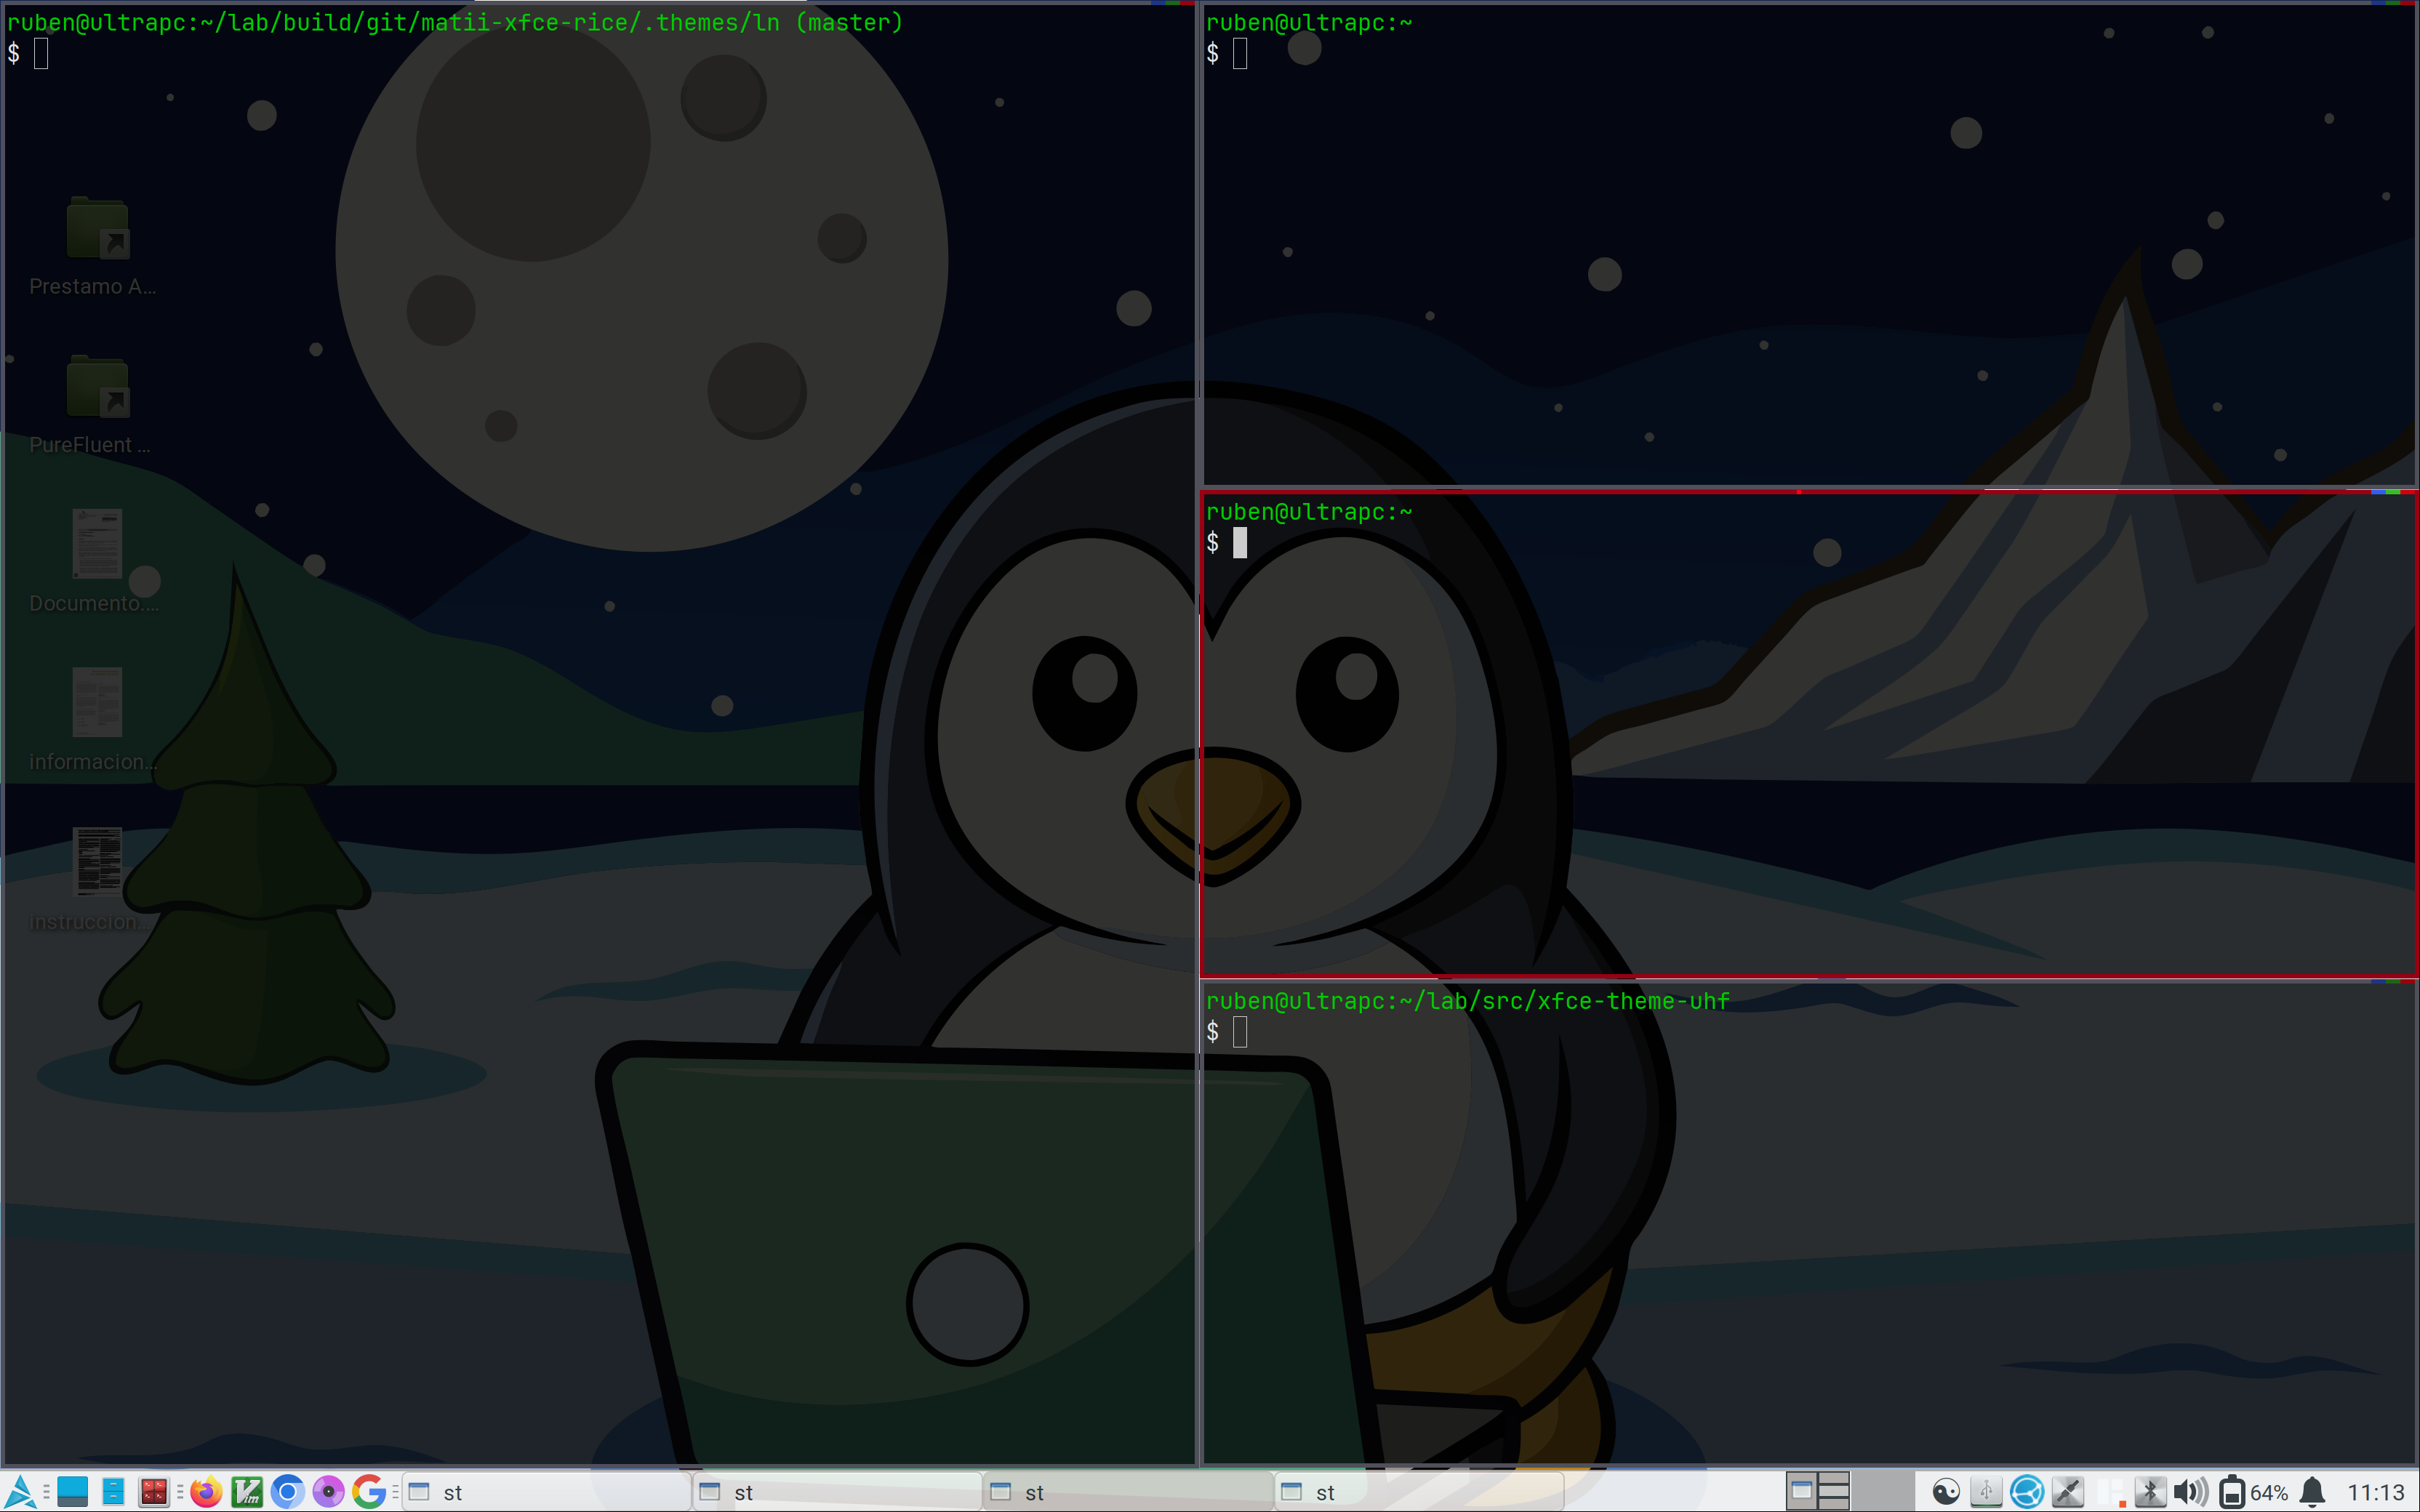 ruben@ultrapc:~/lab/build/git/matii-xfce-rice/.themes/ln (master)
$
ruben@ultrapc:~
$
Prestamo A...
PureFluent ...
Documento....
informacion...
instruccion...
ruben@ultrapc:~
$
ruben@ultrapc:~/lab/src/xfce-theme-uhf
$
Vim
st
st
st
st
64%
11:13